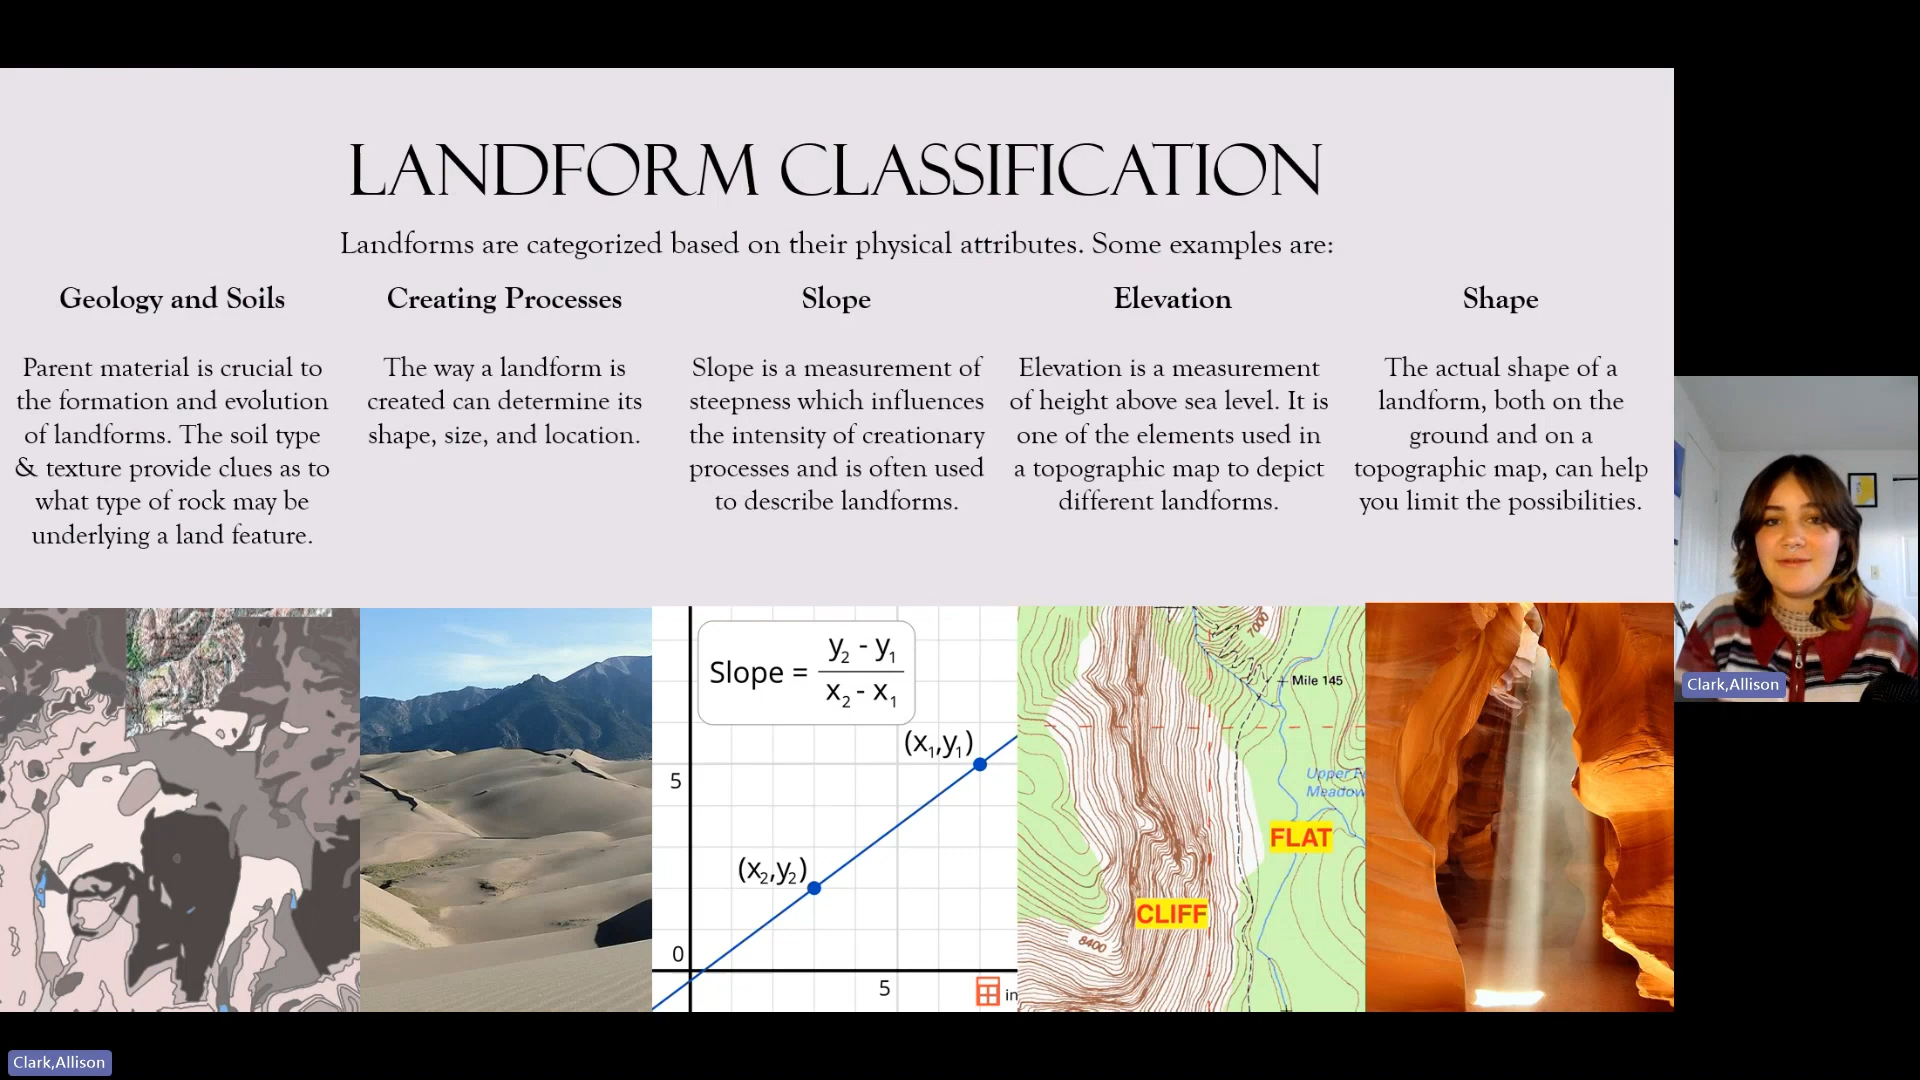 LANDFORM CLASSIFICATION
Landforms are categorized based on their physical attributes. Some examples are:
Geology and Soils
Parent material is crucial to
the formation and evolution
of landforms. The soil type
& texture provide clues as to
what type of rock may be
underlying a land feature.
Creating Processes
The way a landform is
created can determine its
shape, size, and location.
Slope
Slope is a measurement of
steepness which influences
the intensity of creationary
processes and is often used
to describe landforms.
Elevation
Elevation is a measurement
of height above sea level. It is
one of the elements used in
a topographic map to depict
different landforms.
Shape
The actual shape of a
landform, both on the
ground and on a
topographic map, can help
you limit the possibilities.
Slope = y2 - y1
x2 - x1
(x1,y1)
5
(x2,y2)
0
5
in
7000
Mile 145
Upper
Meadow
FLAT
CLIFF
8400
Clark,Allison
Clark,Allison